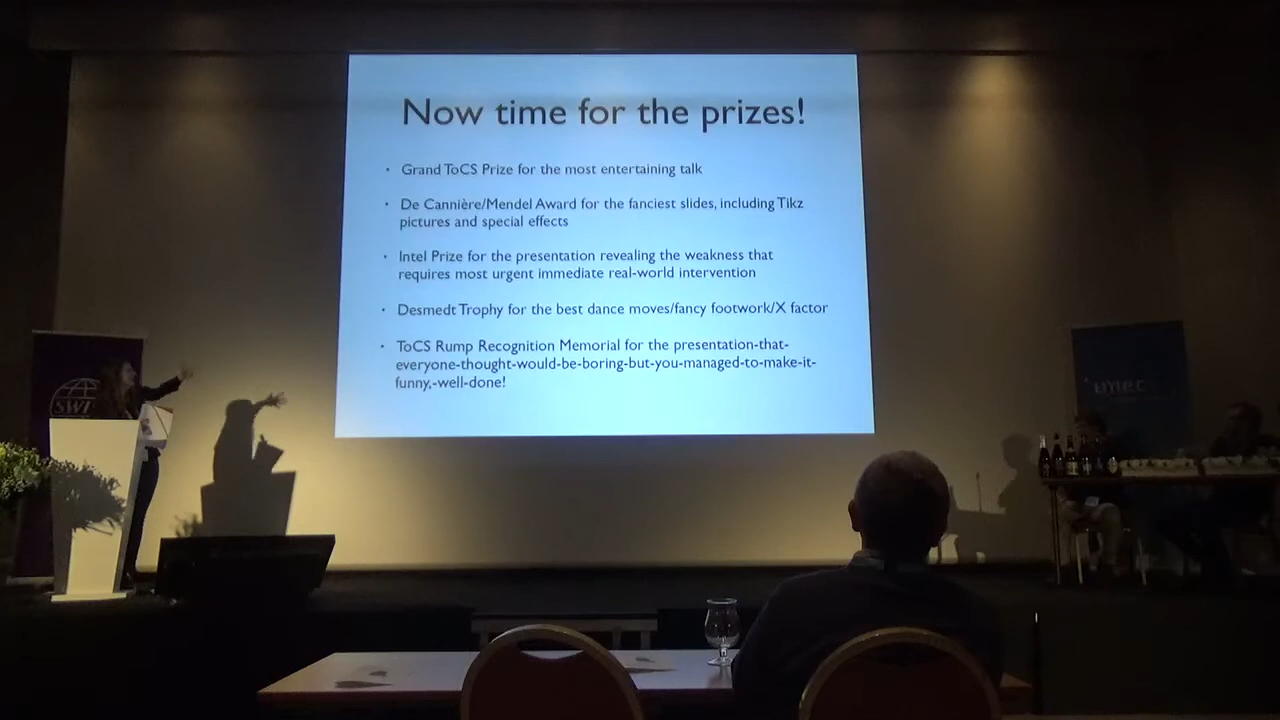 Now time for the prizes!
• Grand ToCS Prize for the most entertaining talk
• De Cannière/Mendel Award for the fanciest slides, including Tikz
pictures and special effects
• Intel Prize for the presentation revealing the weakness that
requires most urgent immediate real-world intervention
• Desmedt Trophy for the best dance moves/fancy footwork/X factor
• ToCS Rump Recognition Memorial for the presentation-that-
everyone-thought-would-be-boring-but-you-managed-to-make-it-
funny,-well-done!